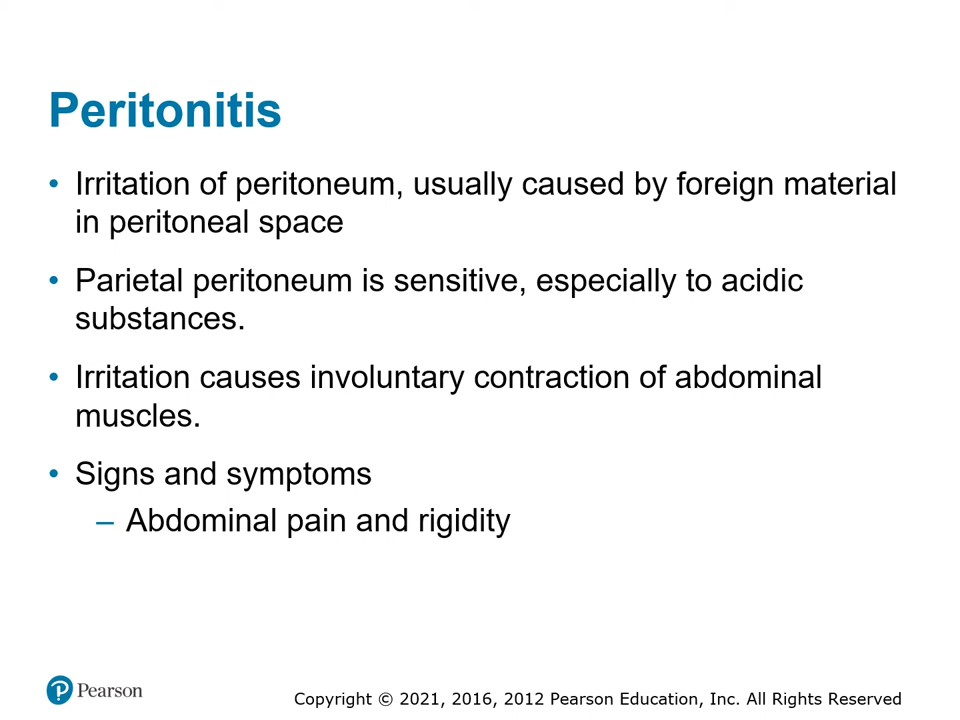 Peritonitis
• Irritation of peritoneum, usually caused by foreign material
in peritoneal space
• Parietal peritoneum is sensitive, especially to acidic
substances.
• Irritation causes involuntary contraction of abdominal
muscles.
• Signs and symptoms
– Abdominal pain and rigidity
Pearson
Copyright © 2021, 2016, 2012 Pearson Education, Inc. All Rights Reserved